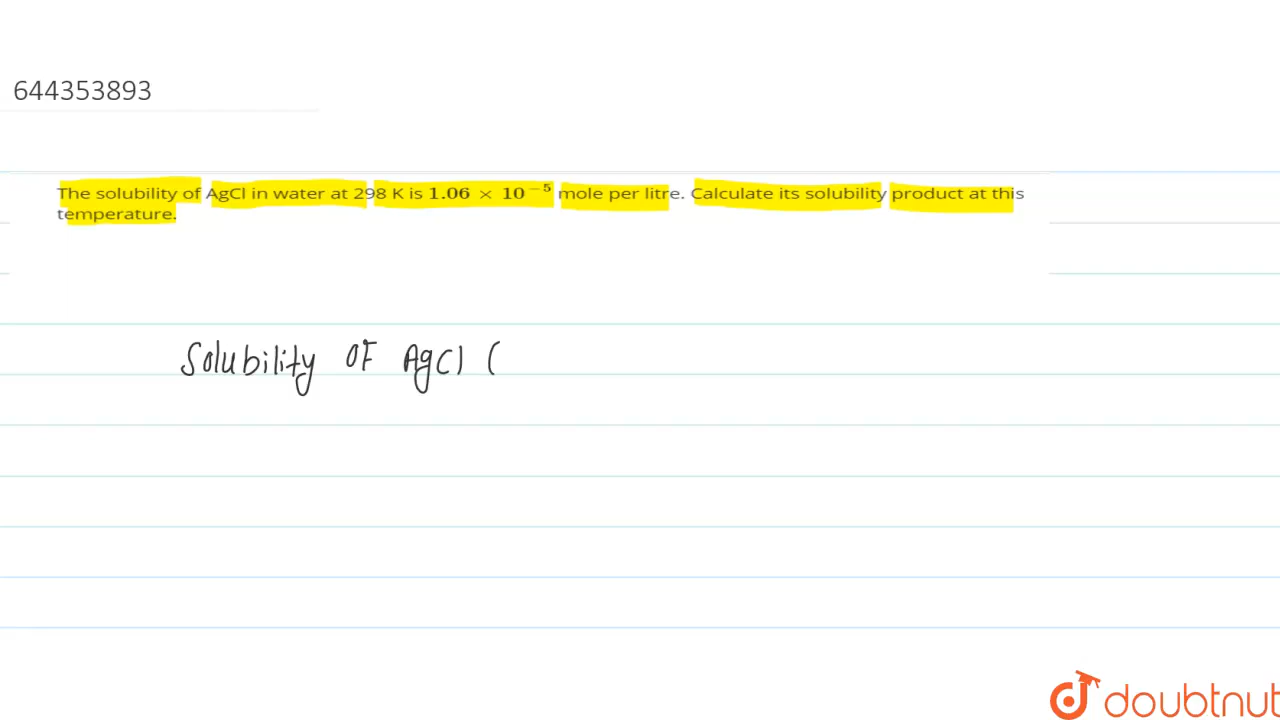 644353893
The solubility of AgCl in water at 298 K is 1.06 × 10⁻⁵ mole per litre. Calculate its solubility product at this
temperature.
Solubility OF AgCl (
doubtnut